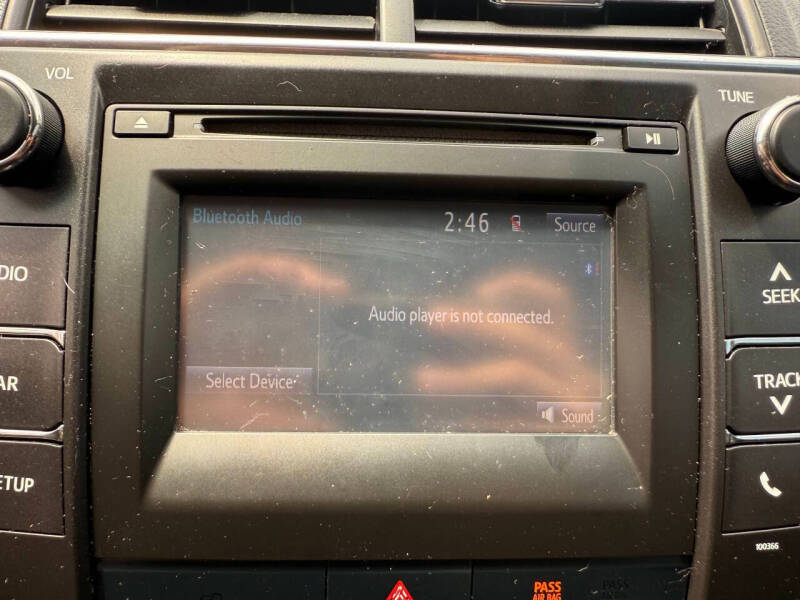 VOL
TUNE
Bluetooth Audio
2:46
Source
DIO
SEEK
Audio player is not connected.
AR
Select Device
TRACK
Sound
ETUP
100366
PASS
AIR BAG
PASS